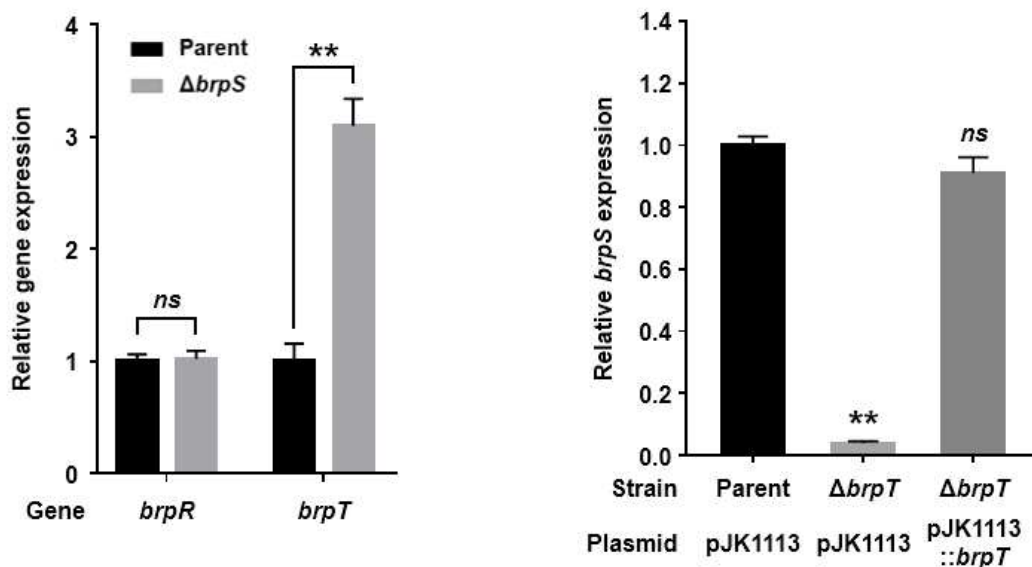 Relative gene expression
4
3
2
1
0
Parent
ΔbrpS
ns
**
Gene brpR brpT
Relative brpS expression
1.4
1.2
1.0
0.8
0.6
0.4
0.2
0.0
**
ns
Strain Parent ΔbrpT ΔbrpT
Plasmid pJK1113 pJK1113 pJK1113
::brpT